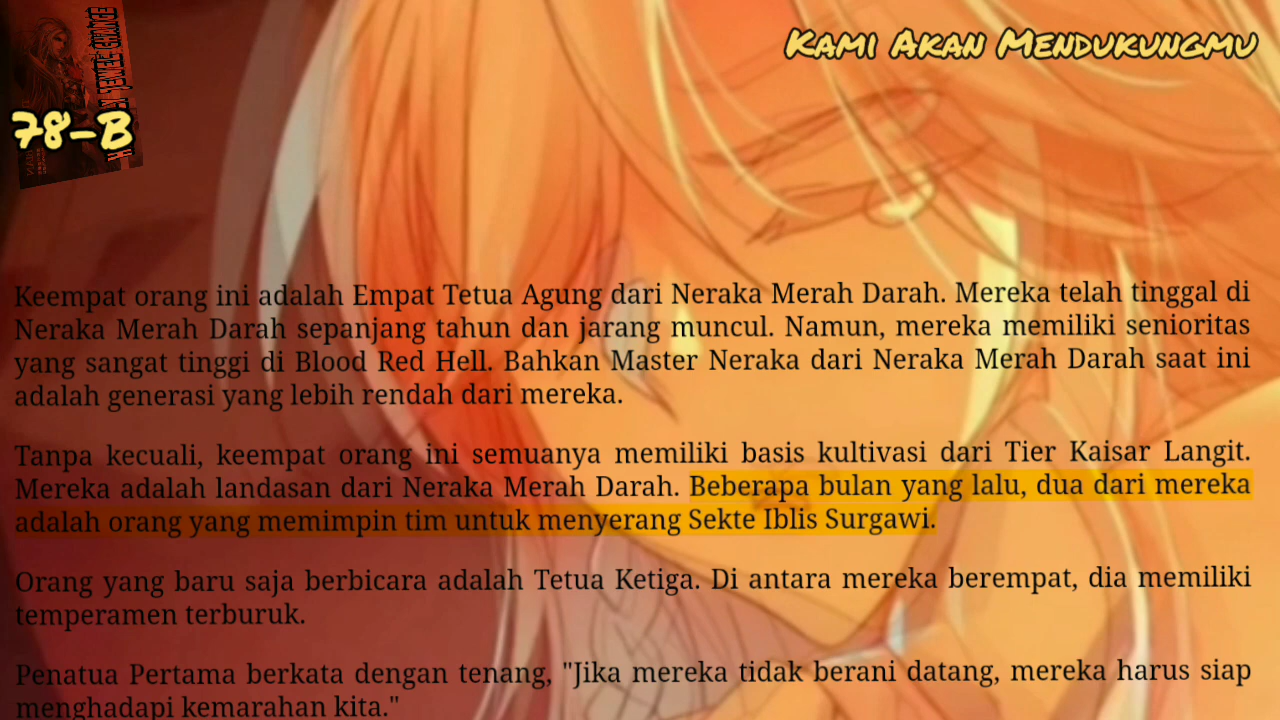 Kami Akan Mendukungmu
78-B
Keempat orang ini adalah Empat Tetua Agung dari Neraka Merah Darah. Mereka telah tinggal di
Neraka Merah Darah sepanjang tahun dan jarang muncul. Namun, mereka memiliki senioritas
yang sangat tinggi di Blood Red Hell. Bahkan Master Neraka dari Neraka Merah Darah saat ini
adalah generasi yang lebih rendah dari mereka.
Tanpa kecuali, keempat orang ini semuanya memiliki basis kultivasi dari Tier Kaisar Langit.
Mereka adalah landasan dari Neraka Merah Darah. Beberapa bulan yang lalu, dua dari mereka
adalah orang yang memimpin tim untuk menyerang Sekte Iblis Surgawi.
Orang yang baru saja berbicara adalah Tetua Ketiga. Di antara mereka berempat, dia memiliki
temperamen terburuk.
Penatua Pertama berkata dengan tenang, "Jika mereka tidak berani datang, mereka harus siap
menghadapi kemarahan kita."